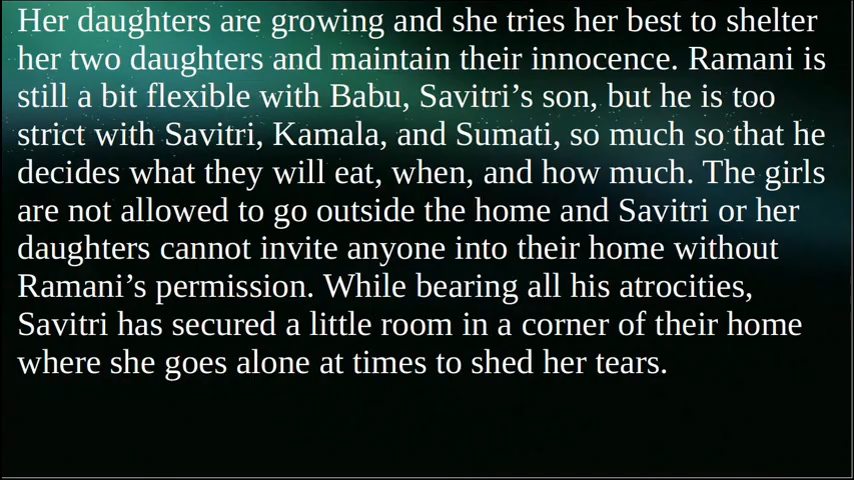 Her daughters are growing and she tries her best to shelter
her two daughters and maintain their innocence. Ramani is
still a bit flexible with Babu, Savitri’s son, but he is too
strict with Savitri, Kamala, and Sumati, so much so that he
decides what they will eat, when, and how much. The girls
are not allowed to go outside the home and Savitri or her
daughters cannot invite anyone into their home without
Ramani’s permission. While bearing all his atrocities,
Savitri has secured a little room in a corner of their home
where she goes alone at times to shed her tears.